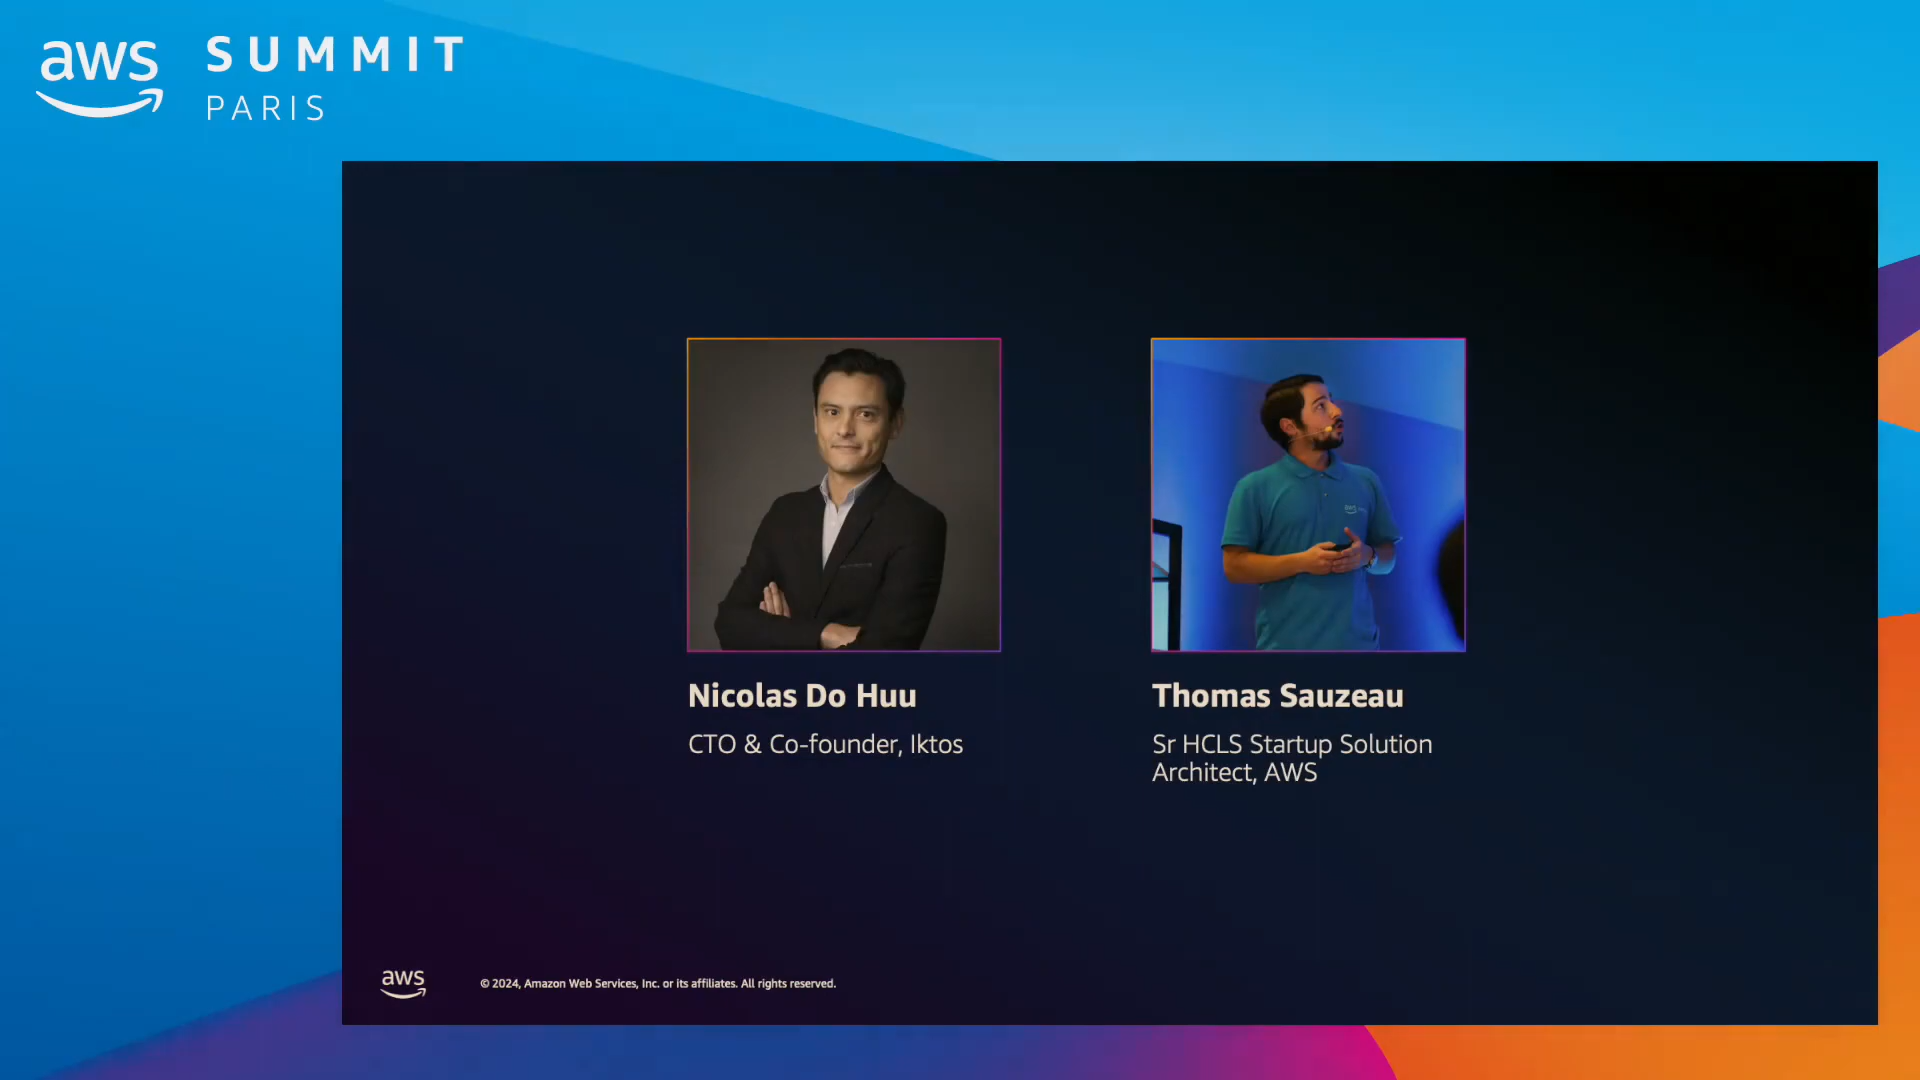 aws
SUMMIT
PARIS
Nicolas Do Huu
CTO & Co-founder, Iktos
Thomas Sauzeau
Sr HCLS Startup Solution
Architect, AWS
aws
aws
© 2024, Amazon Web Services, Inc. or its affiliates. All rights reserved.